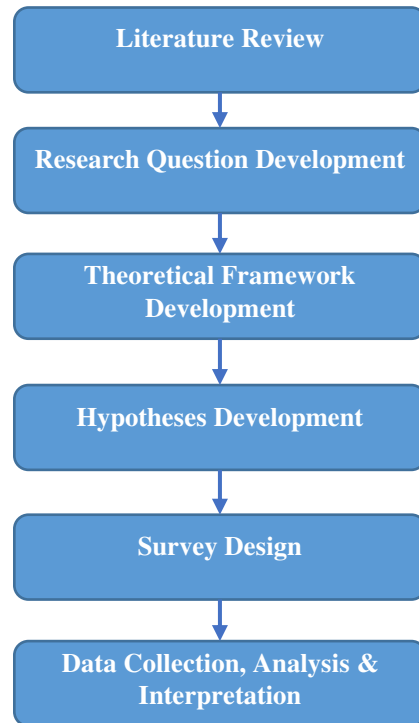 Literature Review
Research Question Development
Theoretical Framework
Development
Hypotheses Development
Survey Design
Data Collection, Analysis &
Interpretation